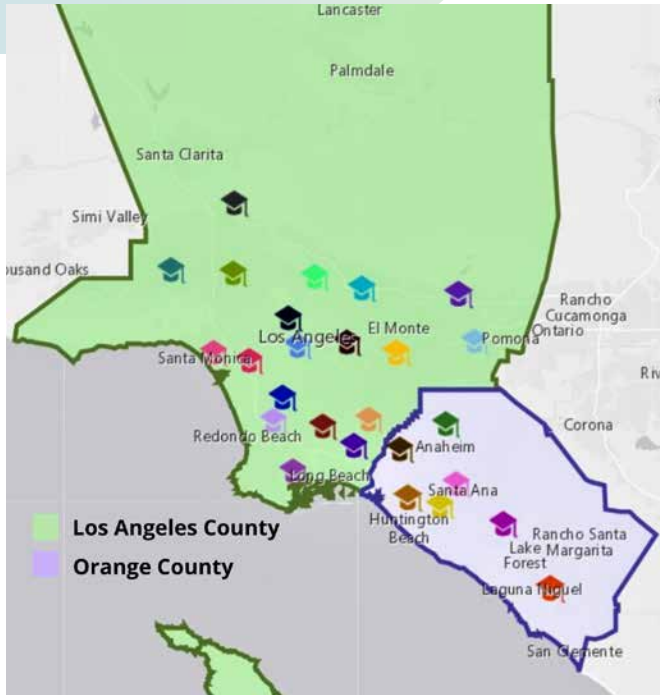 Lancaster
Palmdale
Santa Clarita
Simi Valley
ousand Oaks
Rancho
Cucamonga
Ontario
Pomona
El Monte
Los Angeles
Santa Monica
Riv
Redondo Beach
Corona
Anaheim
Long Beach
Santa Ana
Huntington
Beach
Rancho Santa
Margarita
Lake
Forest
Laguna Niguel
San Clemente
Los Angeles County
Orange County